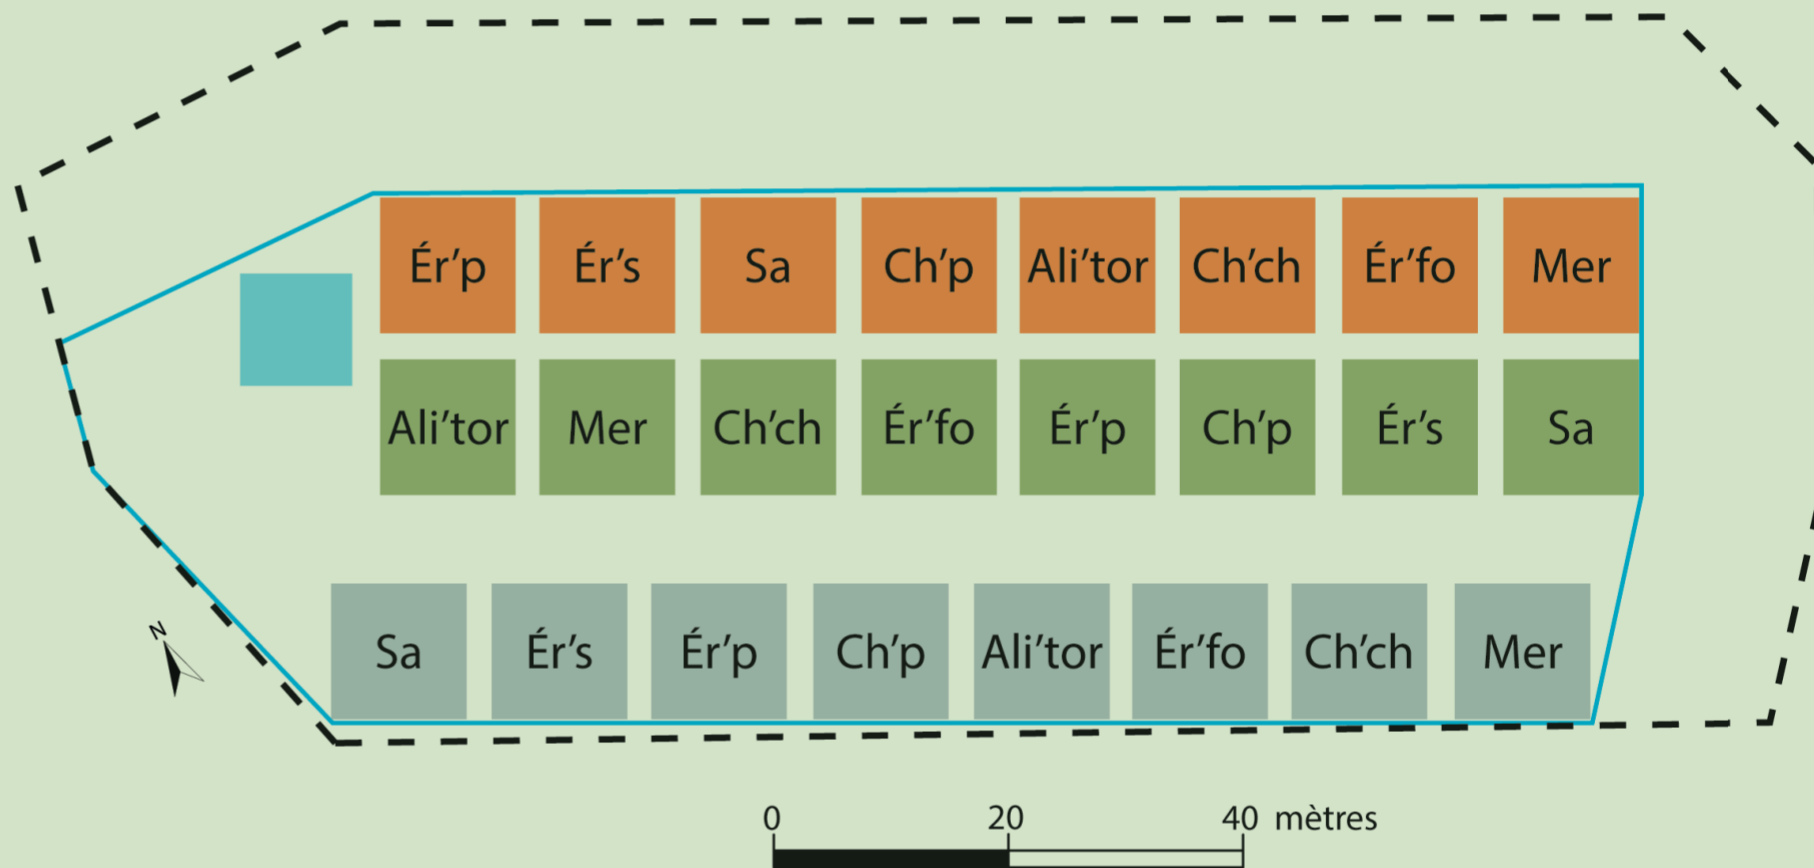 Ér’p Ér’s Sa Ch’p Ali’tor Ch’ch Ér’fo Mer
Ali’tor Mer Ch’ch Ér’fo Ér’p Ch’p Ér’s Sa
Sa Ér’s Ér’p Ch’p Ali’tor Ér’fo Ch’ch Mer
N
0 20 40 mètres